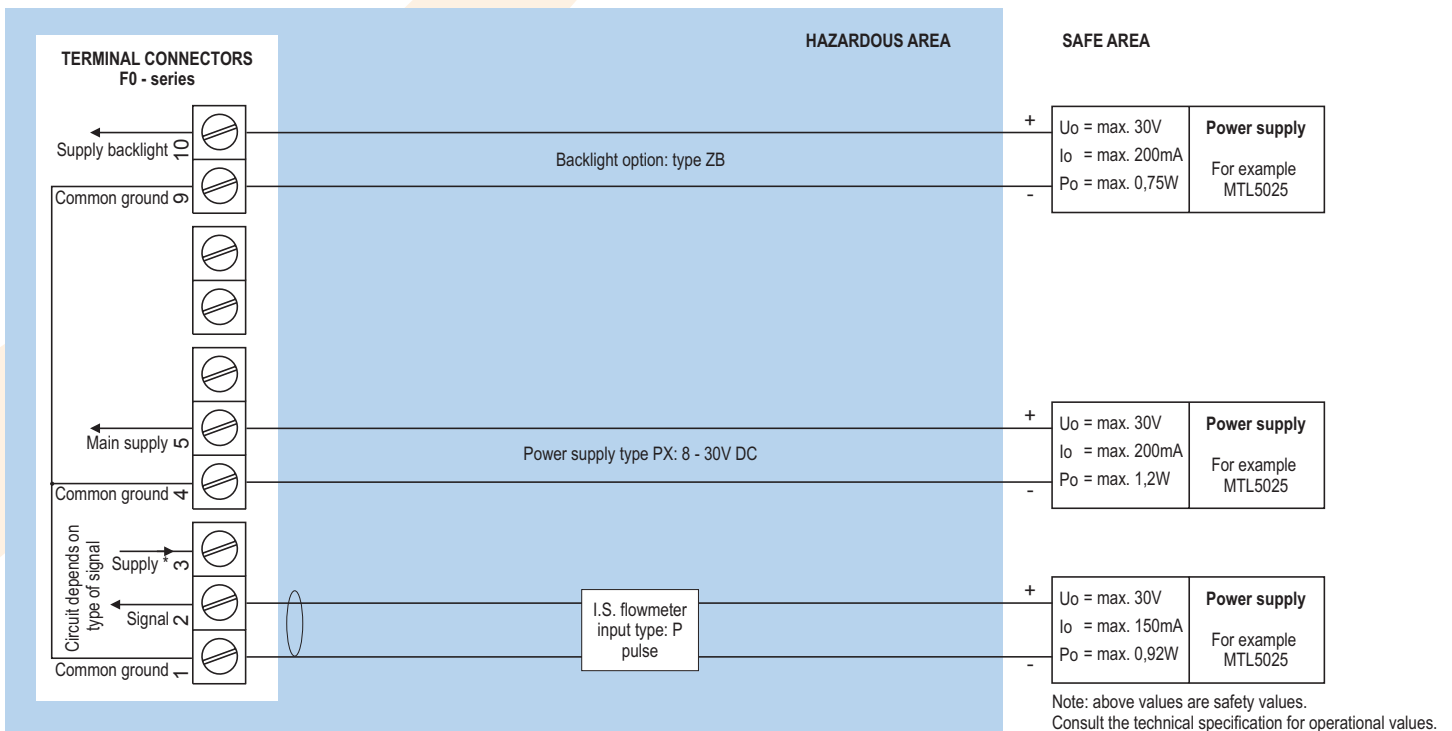 HAZARDOUS AREA
SAFE AREA
TERMINAL CONNECTORS
F0 - series
Supply backlight 10
Common ground 9
Backlight option: type ZB
+
-
Uo = max. 30V
Io = max. 200mA
Po = max. 0,75W
Power supply
For example
MTL5025
Main supply 5
Common ground 4
Power supply type PX: 8 - 30V DC
+
-
Uo = max. 30V
Io = max. 200mA
Po = max. 1,2W
Power supply
For example
MTL5025
Circuit depends on
type of signal
Supply * 3
Signal 2
Common ground 1
I.S. flowmeter
input type: P
pulse
+
-
Uo = max. 30V
Io = max. 150mA
Po = max. 0,92W
Power supply
For example
MTL5025
Note: above values are safety values.
Consult the technical specification for operational values.